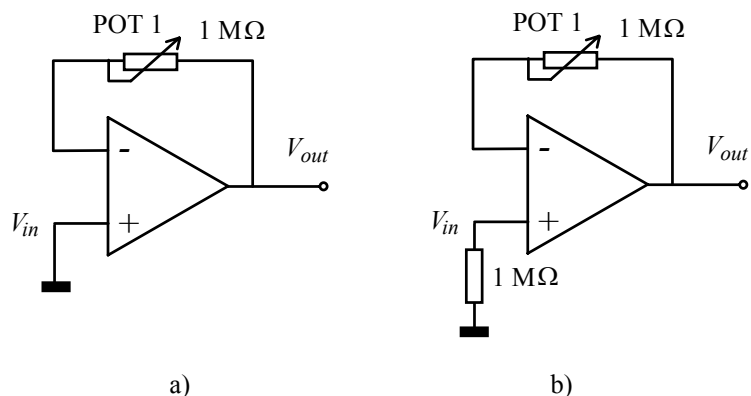 POT 1 1 MΩ
-
+
V_in
V_out
a)
POT 1 1 MΩ
-
+
V_in
V_out
1 MΩ
b)